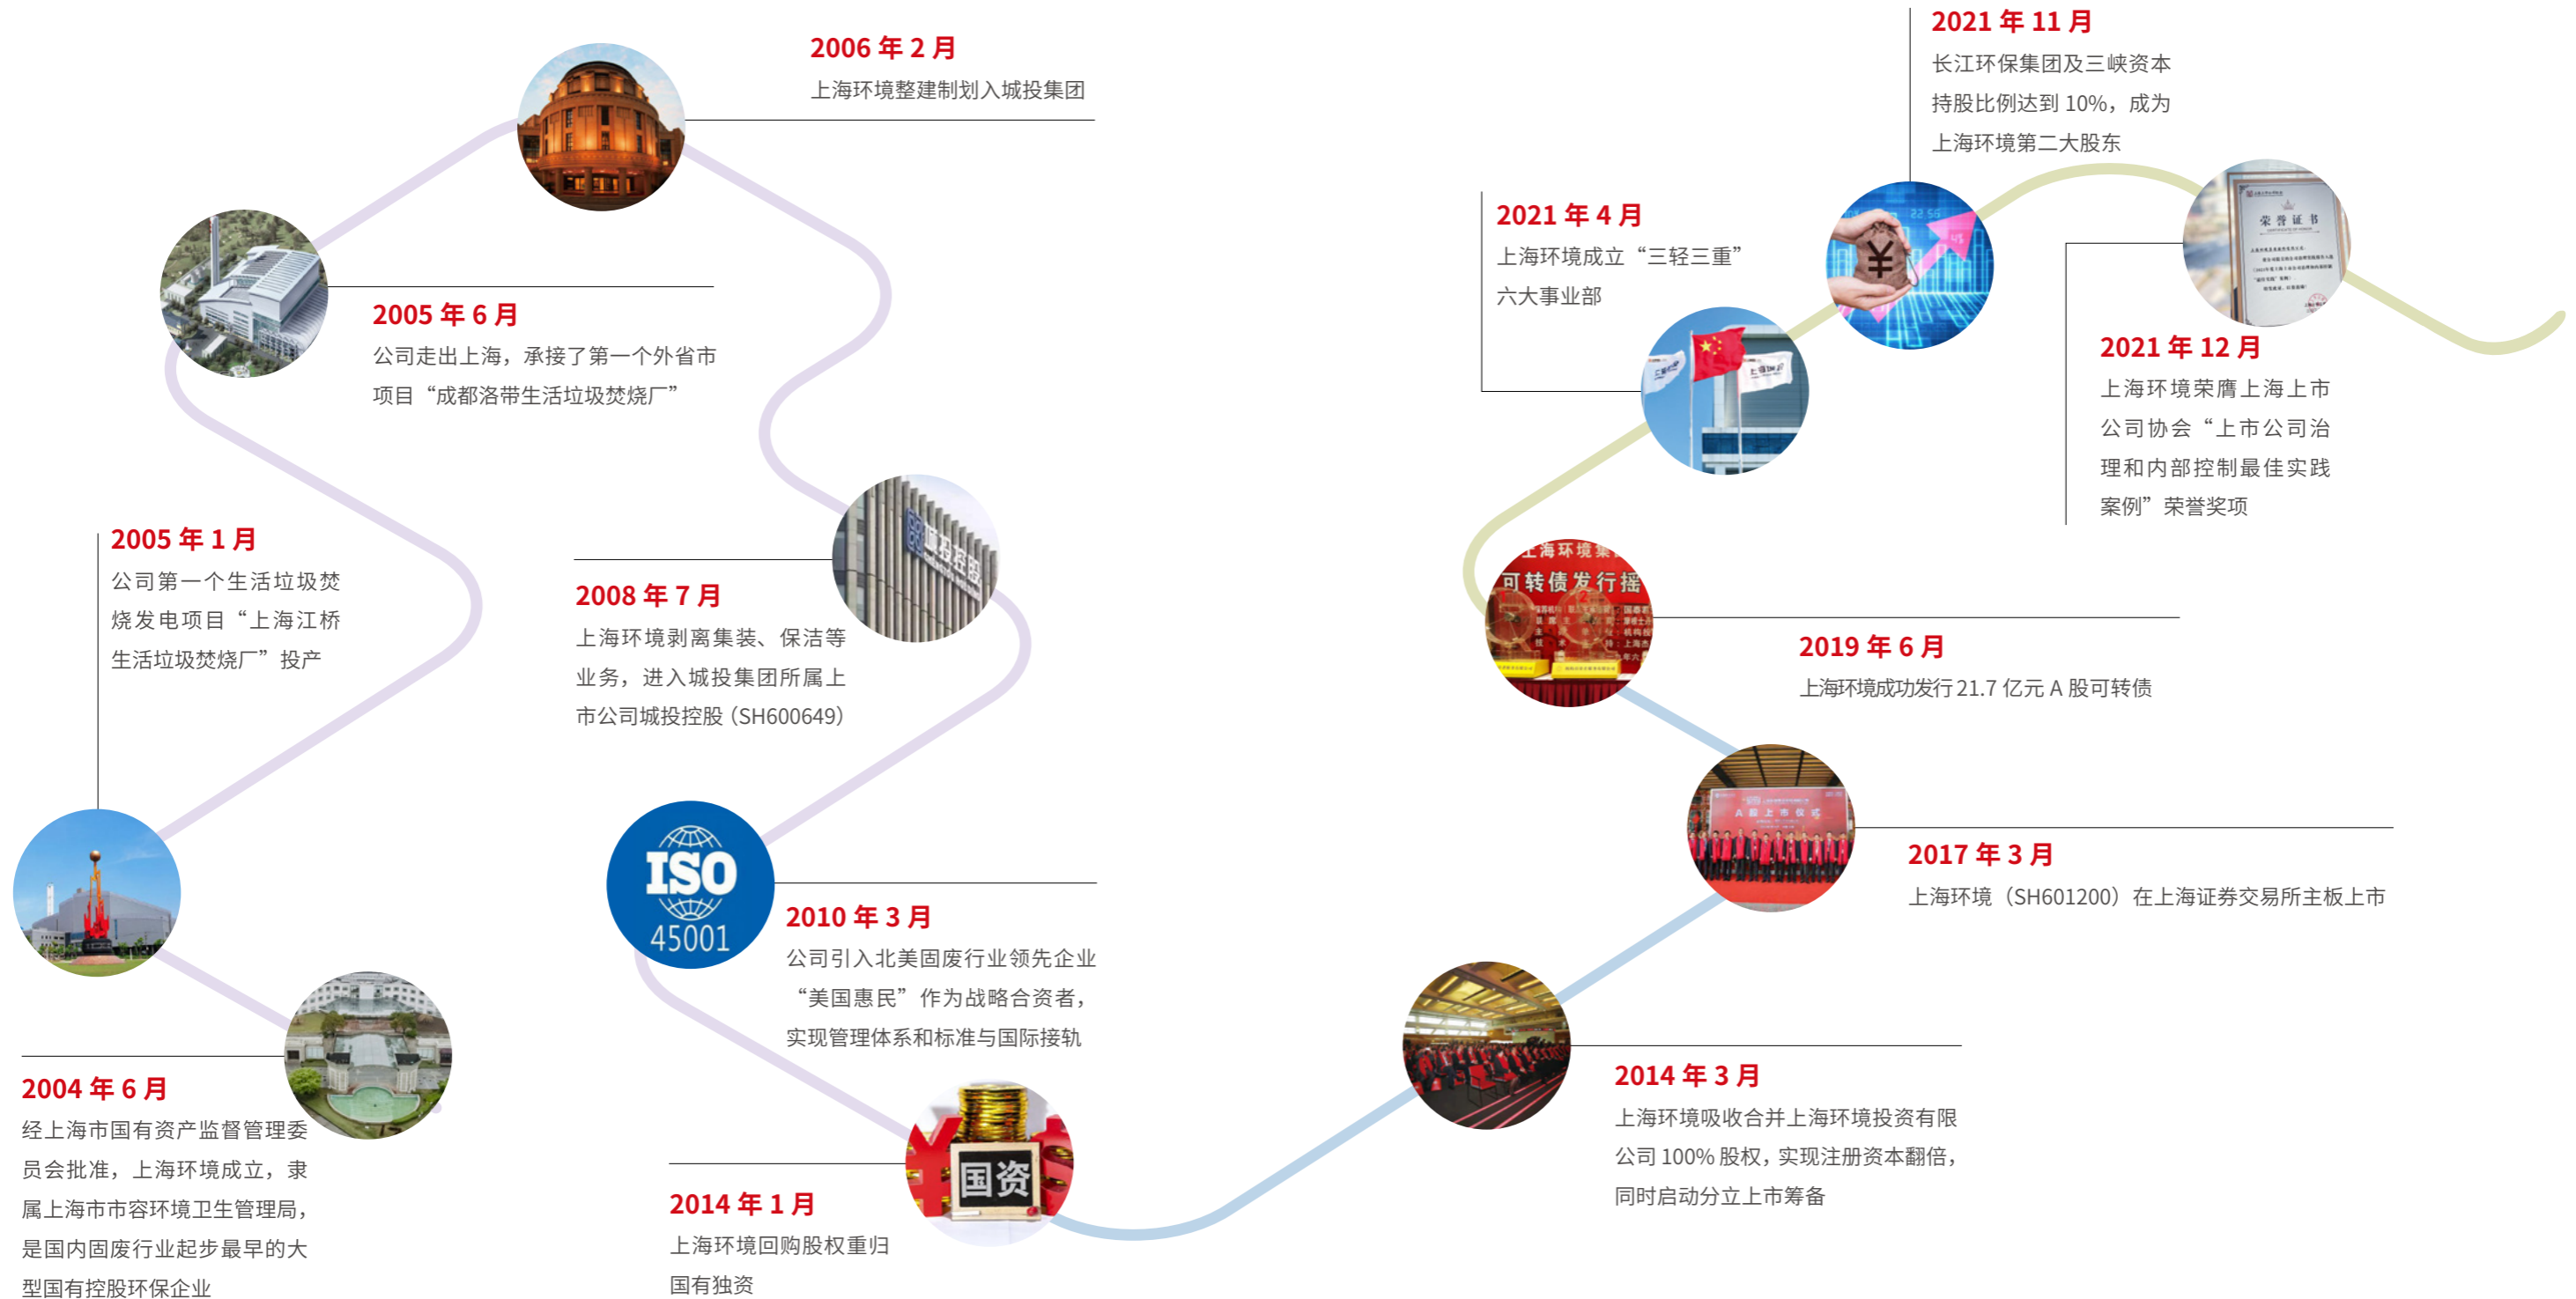 2004 年 6 月
经上海市国有资产监督管理委
员会批准，上海环境成立，隶
属上海市市容环境卫生管理局，
是国内固废行业起步最早的大
型国有控股环保企业
2005 年 1 月
公司第一个生活垃圾焚
烧发电项目“上海江桥
生活垃圾焚烧厂”投产
2005 年 6 月
公司走出上海，承接了第一个外省市
项目“成都洛带生活垃圾焚烧厂”
2006 年 2 月
上海环境整建制划入城投集团
城投控股
2008 年 7 月
上海环境剥离集装、保洁等
业务，进入城投集团所属上
市公司城投控股（SH600649）
ISO
45001
2010 年 3 月
公司引入北美固废行业领先企业
“美国惠民”作为战略合资者，
实现管理体系和标准与国际接轨
国资
2014 年 1 月
上海环境回购股权重归
国有独资
2014 年 3 月
上海环境吸收合并上海环境投资有限
公司 100% 股权，实现注册资本翻倍，
同时启动分立上市筹备
A 股上市仪式
2017 年 3 月
上海环境（SH601200）在上海证券交易所主板上市
上海环境集
可转债发行摇
2019 年 6 月
上海环境成功发行 21.7 亿元 A 股可转债
2021 年 4 月
上海环境成立“三轻三重”
六大事业部
2021 年 11 月
长江环保集团及三峡资本
持股比例达到 10%，成为
上海环境第二大股东
¥
荣誉证书
2021 年 12 月
上海环境荣膺上海上市
公司协会“上市公司治
理和内部控制最佳实践
案例”荣誉奖项